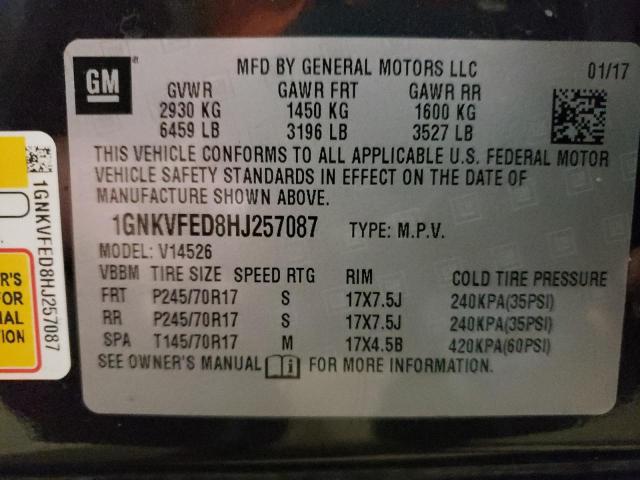 GM
MFD BY GENERAL MOTORS LLC 01/17
GVWR GAWR FRT GAWR RR
2930 KG 1450 KG 1600 KG
6459 LB 3196 LB 3527 LB
THIS VEHICLE CONFORMS TO ALL APPLICABLE U.S. FEDERAL MOTOR
VEHICLE SAFETY STANDARDS IN EFFECT ON THE DATE OF
MANUFACTURE SHOWN ABOVE.
1GNKVFED8HJ257087 TYPE: M.P.V.
MODEL: V14526
VBBM TIRE SIZE SPEED RTG RIM COLD TIRE PRESSURE
FRT P245/70R17 S 17X7.5J 240KPA(35PSI)
RR P245/70R17 S 17X7.5J 240KPA(35PSI)
SPA T145/70R17 M 17X4.5B 420KPA(60PSI)
SEE OWNER'S MANUAL FOR MORE INFORMATION.
1GNKVFED8HJ257087
R'S
FOR
NAL
TION